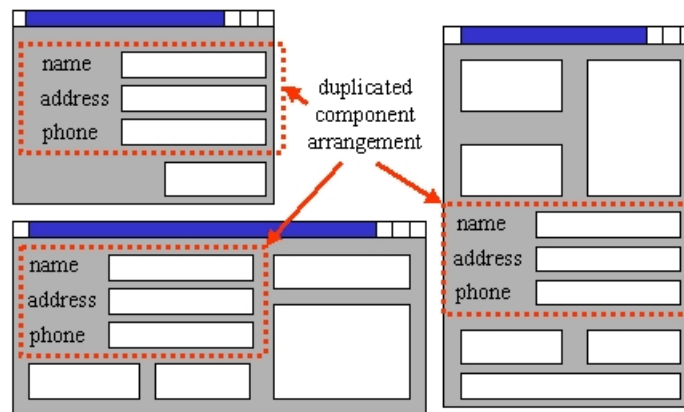 name
address
phone
duplicated
component
arrangement
name
address
phone
name
address
phone